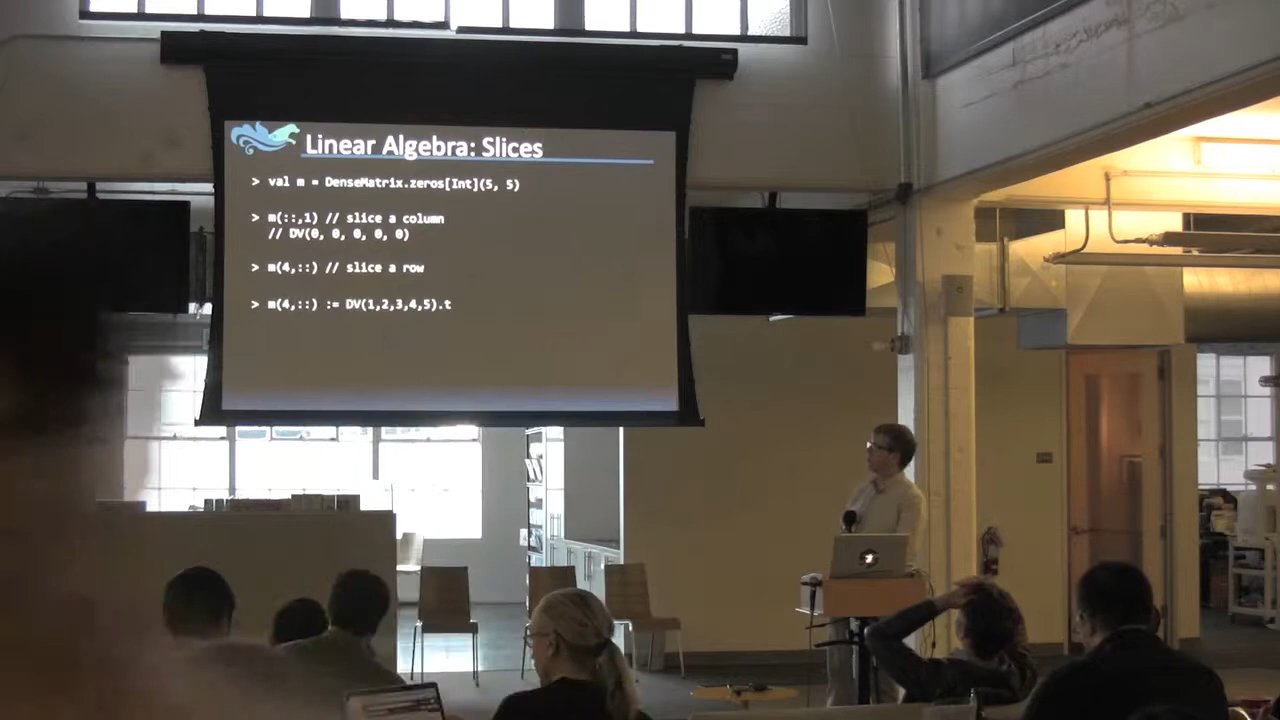 Linear Algebra: Slices
> val m = DenseMatrix.zeros[Int](5, 5)
> m(::,1) // slice a column
// DV(0, 0, 0, 0, 0)
> m(4,::) // slice a row
> m(4,::) := DV(1,2,3,4,5).t